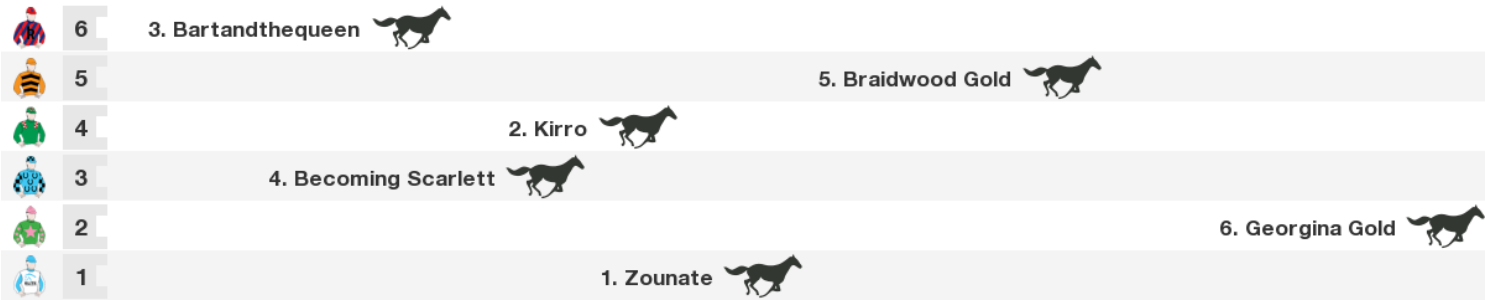 6 3. Bartandthequeen
5 5. Braidwood Gold
4 2. Kirro
3 4. Becoming Scarlett
2 6. Georgina Gold
1 1. Zounate